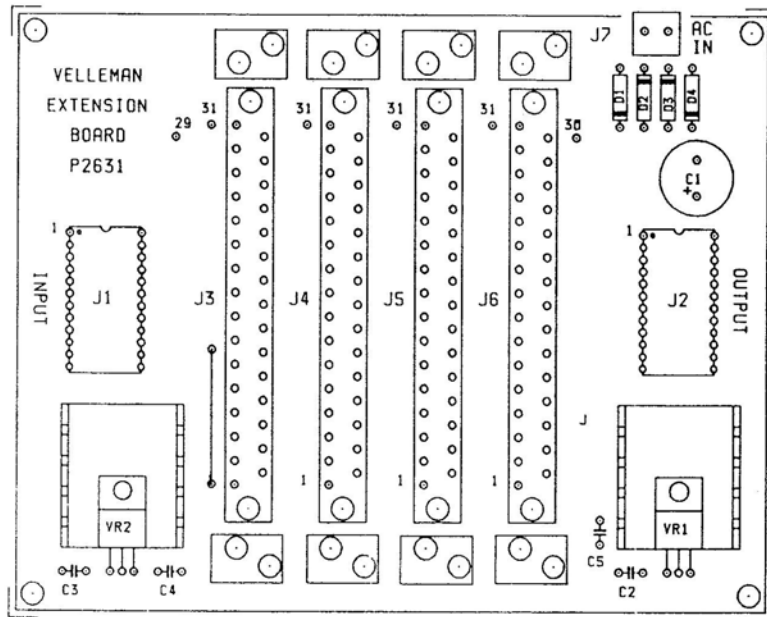 VELLEMAN
EXTENSION
BOARD
P2631
J7
AC
IN
D1
D2
D3
D4
29
31
31
31
31
30
C1
+
1
INPUT
J1
J3
J4
J5
J6
1
J2
OUTPUT
J
1
1
1
VR2
VR1
C3
C4
C5
C2